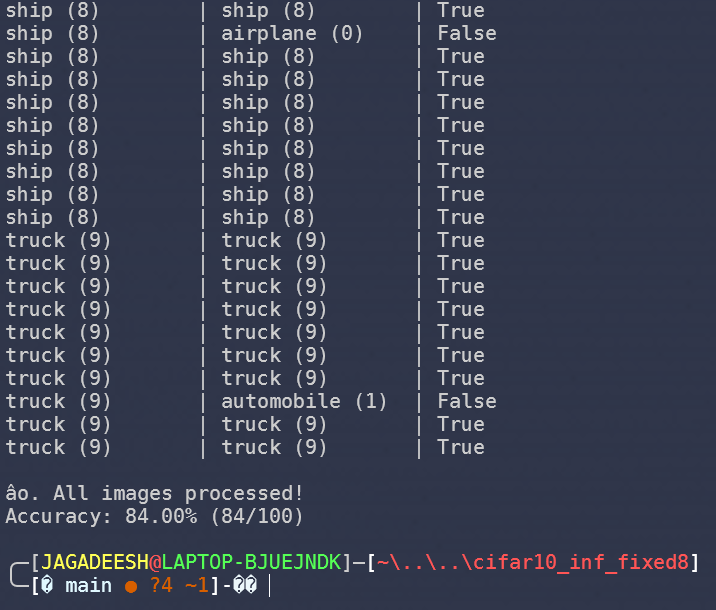 ship (8) | ship (8) | True
ship (8) | airplane (0) | False
ship (8) | ship (8) | True
ship (8) | ship (8) | True
ship (8) | ship (8) | True
ship (8) | ship (8) | True
ship (8) | ship (8) | True
ship (8) | ship (8) | True
ship (8) | ship (8) | True
ship (8) | ship (8) | True
truck (9) | truck (9) | True
truck (9) | truck (9) | True
truck (9) | truck (9) | True
truck (9) | truck (9) | True
truck (9) | truck (9) | True
truck (9) | truck (9) | True
truck (9) | truck (9) | True
truck (9) | automobile (1) | False
truck (9) | truck (9) | True
truck (9) | truck (9) | True
âo. All images processed!
Accuracy: 84.00% (84/100)
╭─[JAGADEESH@LAPTOP-BJUEJNDK]─[~\..\..\cifar10_inf_fixed8]
╰─[� main ● ?4 ~1]-��